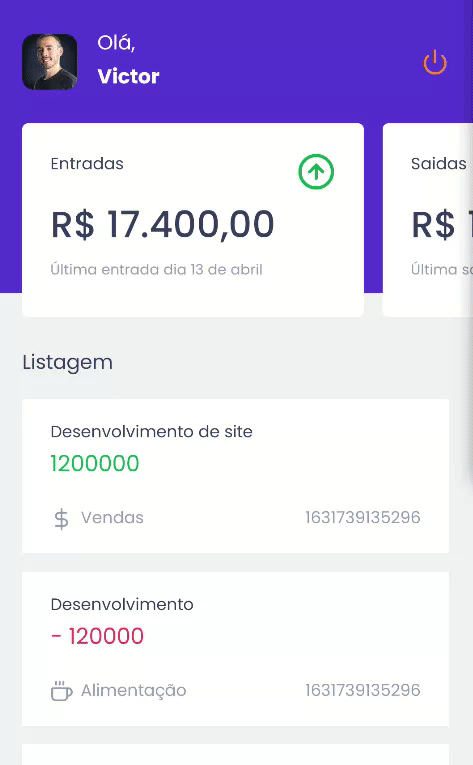 Olá,
Victor
Entradas
R$ 17.400,00
Última entrada dia 13 de abril
Saidas
R$ 1
Última s
Listagem
Desenvolvimento de site
1200000
Vendas 1631739135296
Desenvolvimento
- 120000
Alimentação 1631739135296